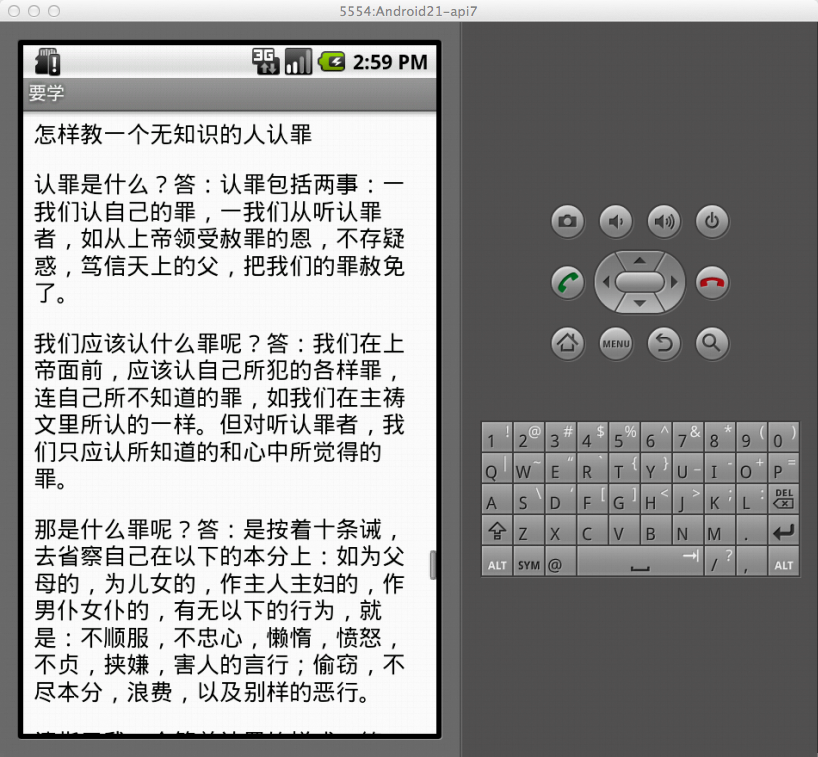 5554:Android21-api7
3G 2:59 PM
要学
怎样教一个无知识的人认罪
认罪是什么？答：认罪包括两事：一
我们认自己的罪，一我们从听认罪
者，如从上帝领受赦罪的恩，不存疑
惑，笃信天上的父，把我们的罪赦免
了。
我们应该认什么罪呢？答：我们在上
帝面前，应该认自己所犯的各样罪，
连自己所不知道的罪，如我们在主祷
文里所认的一样。但对听认罪者，我
们只应认所知道的和心中所觉得的
罪。
那是什么罪呢？答：是按着十条诫，
去省察自己在以下的本分上：如为父
母的，为儿女的，作主人主妇的，作
男仆女仆的，有无以下的行为，就
是：不顺服，不忠心，懒惰，愤怒，
不贞，挟嫌，害人的言行；偷窃，不
尽本分，浪费，以及别样的恶行。
MENU
1 ! 2 @ 3 # 4 $ 5 % 6 ^ 7 & 8 * 9 ( 0 )
Q | W ~ E “ R ` T { Y } U _ I - O + P =
A S \ D ' F [ G ] H < J > K ; L : DEL
Z X C V B N M .
ALT SYM @ / ? , ALT